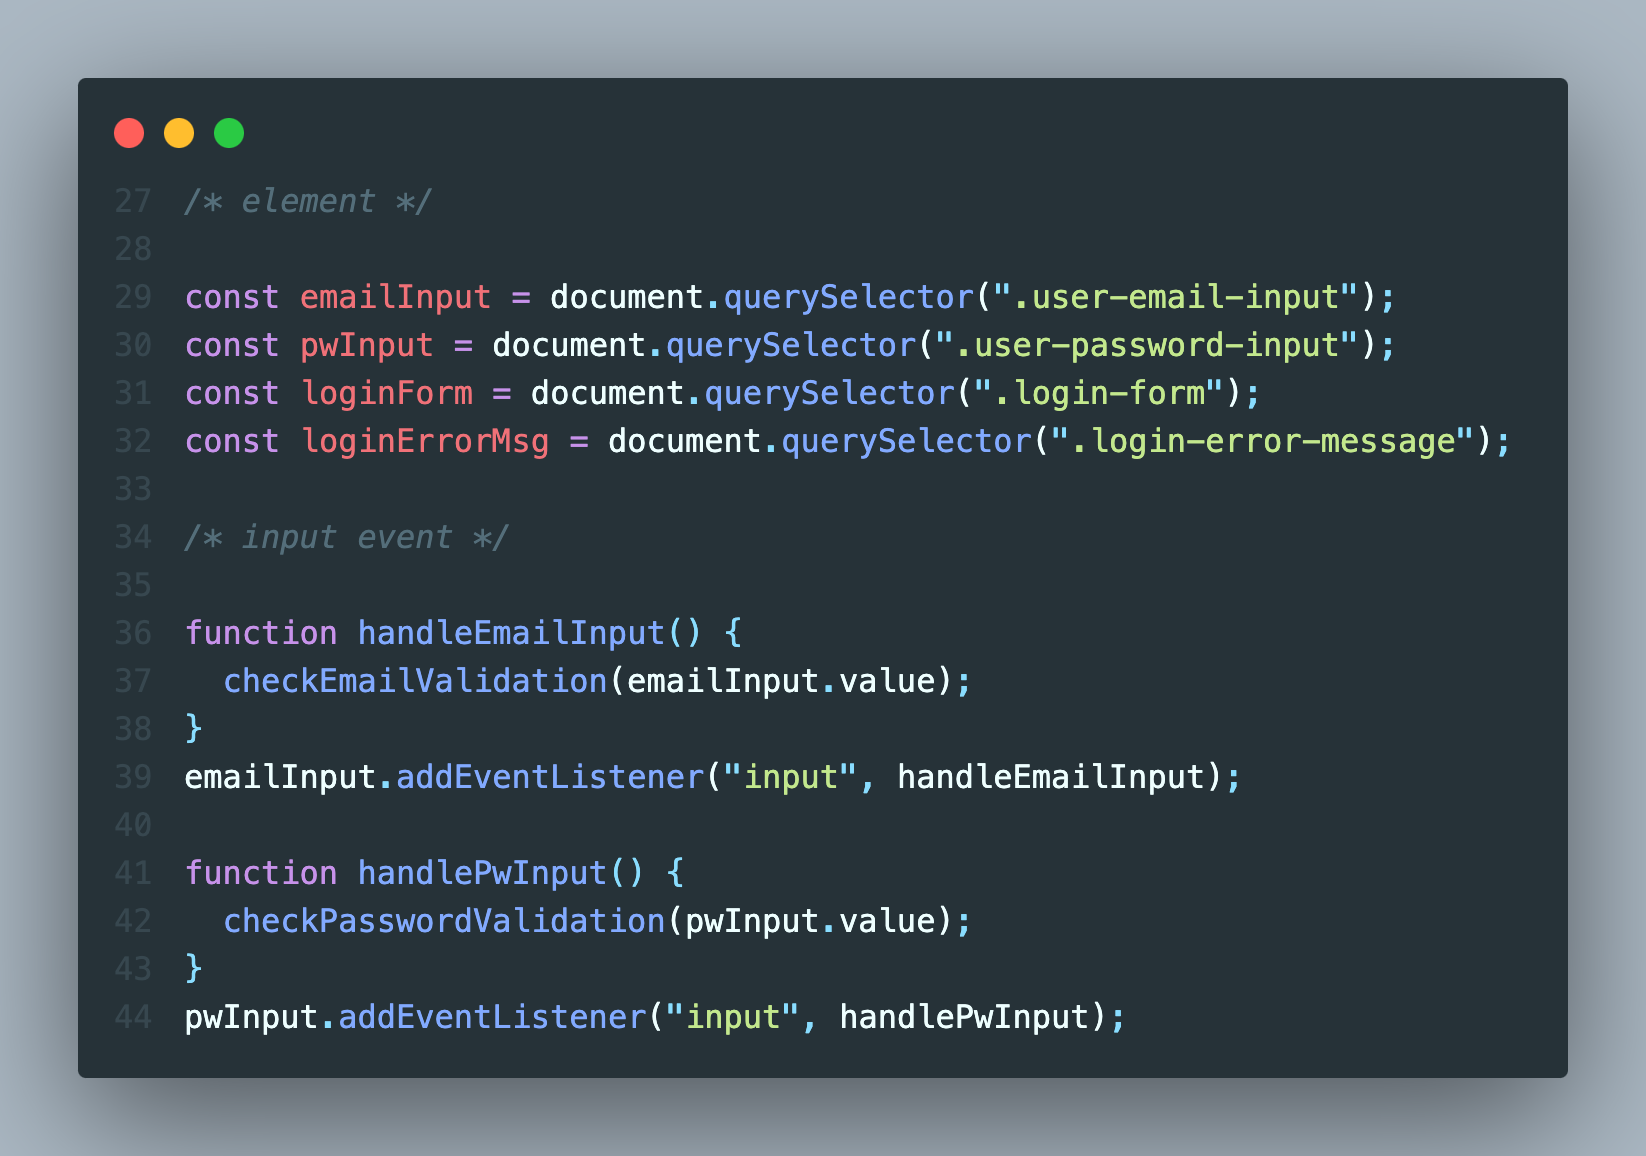 27 /* element */
28
29 const emailInput = document.querySelector(".user-email-input");
30 const pwInput = document.querySelector(".user-password-input");
31 const loginForm = document.querySelector(".login-form");
32 const loginErrorMsg = document.querySelector(".login-error-message");
33
34 /* input event */
35
36 function handleEmailInput() {
37   checkEmailValidation(emailInput.value);
38 }
39 emailInput.addEventListener("input", handleEmailInput);
40
41 function handlePwInput() {
42   checkPasswordValidation(pwInput.value);
43 }
44 pwInput.addEventListener("input", handlePwInput);